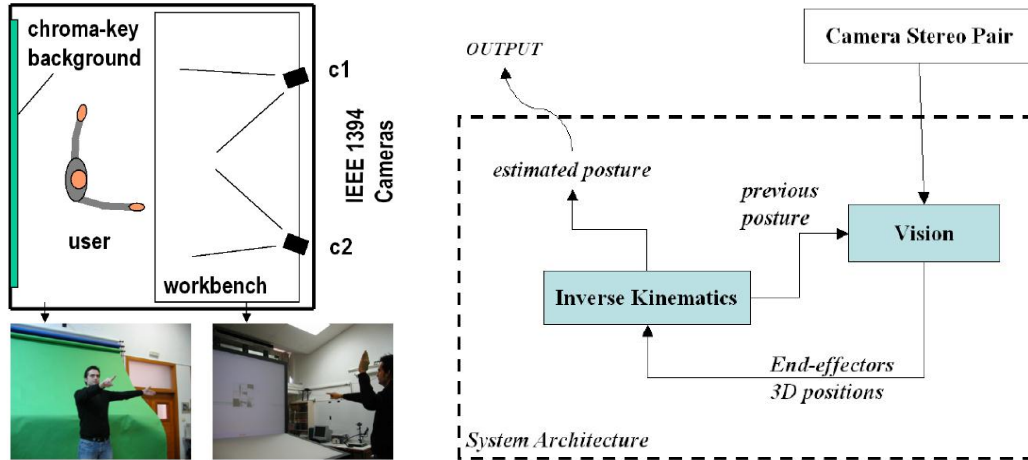 chroma-key
background
c1
IEEE 1394
Cameras
user
c2
workbench
OUTPUT
Camera Stereo Pair
estimated posture
previous
posture
Vision
Inverse Kinematics
End-effectors
3D positions
System Architecture